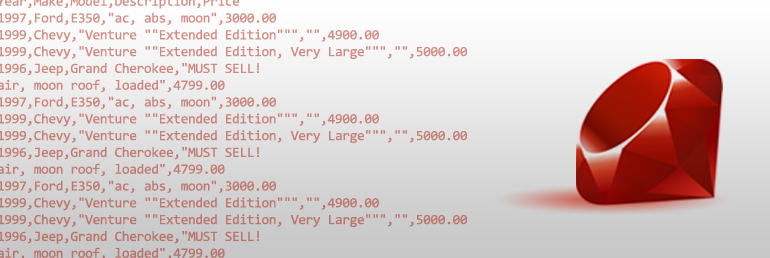 Year,Make,Model,Description,Price
1997,Ford,E350,"ac, abs, moon",3000.00
1999,Chevy,"Venture ""Extended Edition""","",4900.00
1999,Chevy,"Venture ""Extended Edition, Very Large""","",5000.00
1996,Jeep,Grand Cherokee,"MUST SELL!
air, moon roof, loaded",4799.00
1997,Ford,E350,"ac, abs, moon",3000.00
1999,Chevy,"Venture ""Extended Edition""","",4900.00
1999,Chevy,"Venture ""Extended Edition, Very Large""","",5000.00
1996,Jeep,Grand Cherokee,"MUST SELL!
air, moon roof, loaded",4799.00
1997,Ford,E350,"ac, abs, moon",3000.00
1999,Chevy,"Venture ""Extended Edition""","",4900.00
1999,Chevy,"Venture ""Extended Edition, Very Large""","",5000.00
1996,Jeep,Grand Cherokee,"MUST SELL!
air, moon roof, loaded",4799.00